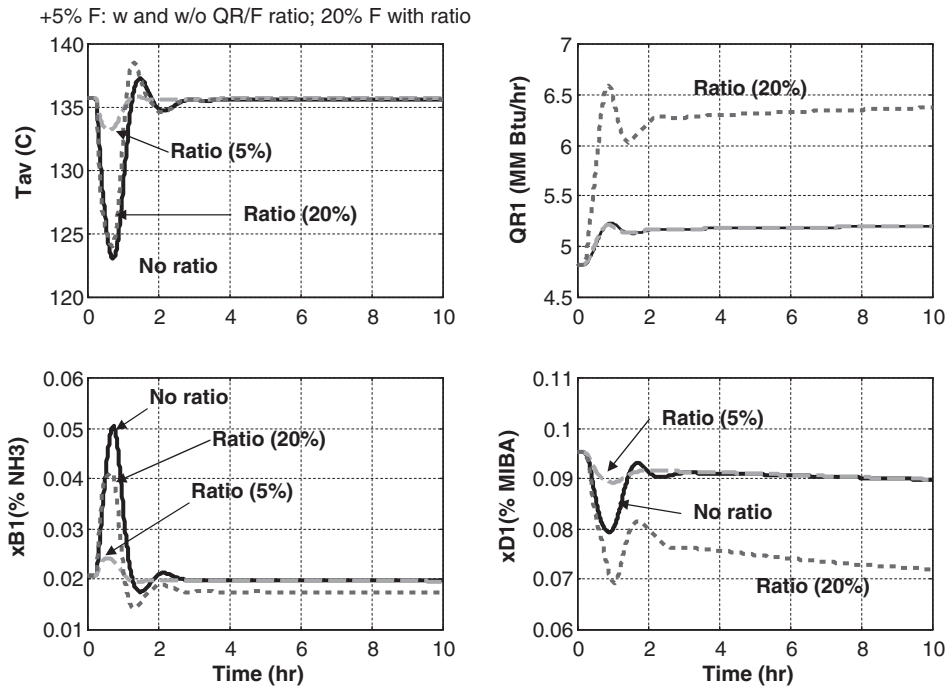 +5% F: w and w/o QR/F ratio; 20% F with ratio
140
135
130
125
120
Tav (C)
Ratio (5%)
Ratio (20%)
No ratio
0 2 4 6 8 10
7
6.5
6
5.5
5
4.5
QR1 (MM Btu/hr)
Ratio (20%)
0 2 4 6 8 10
0.06
0.05
0.04
0.03
0.02
0.01
xB1(% NH3)
No ratio
Ratio (20%)
Ratio (5%)
0 2 4 6 8 10
Time (hr)
0.11
0.1
0.09
0.08
0.07
0.06
xD1(% MIBA)
Ratio (5%)
No ratio
Ratio (20%)
0 2 4 6 8 10
Time (hr)